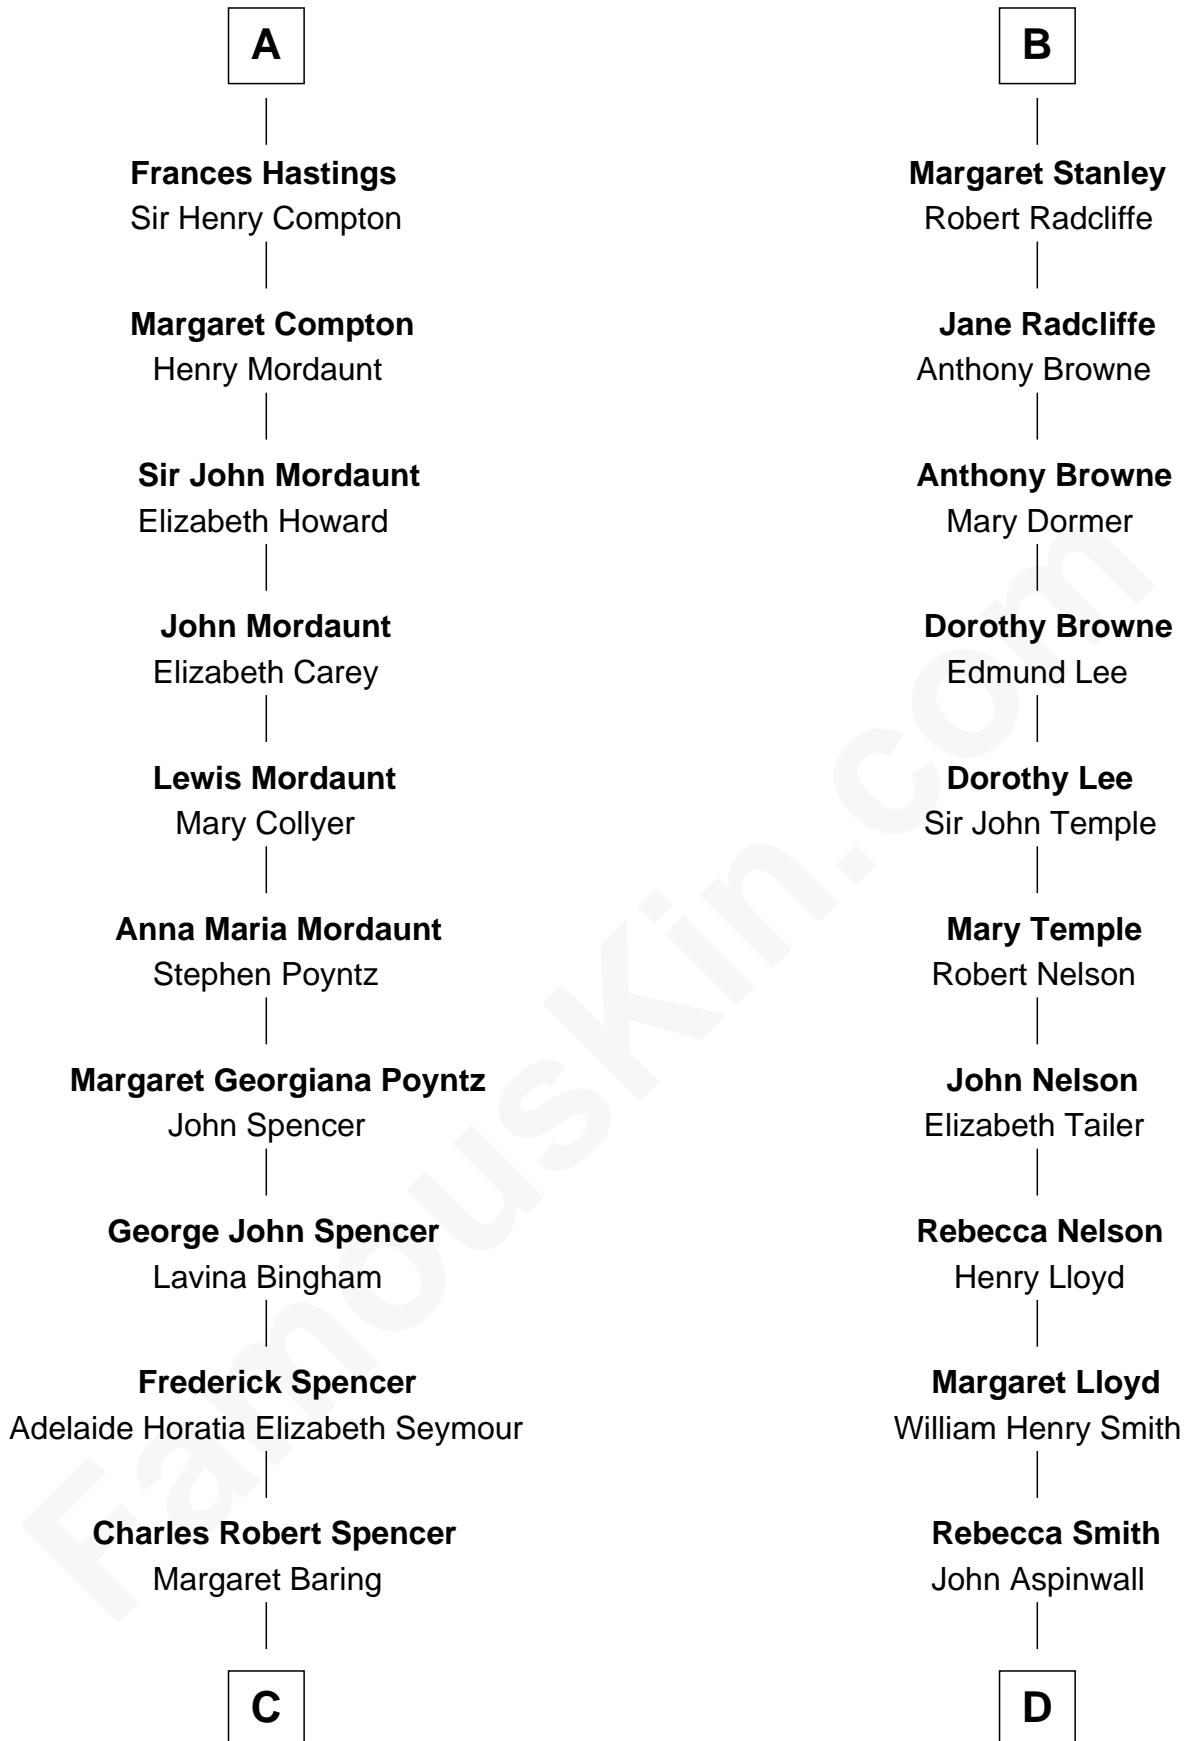 A
Frances Hastings
Sir Henry Compton
Margaret Compton
Henry Mordaunt
Sir John Mordaunt
Elizabeth Howard
John Mordaunt
Elizabeth Carey
Lewis Mordaunt
Mary Collyer
Anna Maria Mordaunt
Stephen Poyntz
Margaret Georgiana Poyntz
John Spencer
George John Spencer
Lavina Bingham
Frederick Spencer
Adelaide Horatia Elizabeth Seymour
Charles Robert Spencer
Margaret Baring
C
B
Margaret Stanley
Robert Radcliffe
Jane Radcliffe
Anthony Browne
Anthony Browne
Mary Dormer
Dorothy Browne
Edmund Lee
Dorothy Lee
Sir John Temple
Mary Temple
Robert Nelson
John Nelson
Elizabeth Tailer
Rebecca Nelson
Henry Lloyd
Margaret Lloyd
William Henry Smith
Rebecca Smith
John Aspinwall
D
FamousKin.com